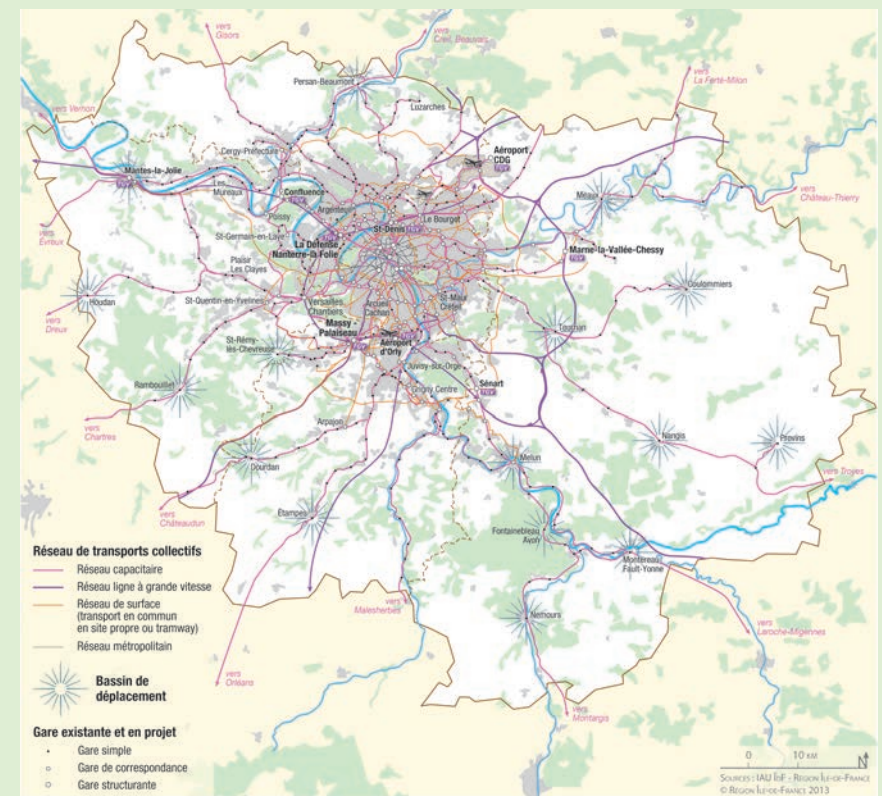 vers
Gisors
vers
Creil, Beauvais
vers
La Ferté-Milon
Persan-Beaumont
Luzarches
vers Vernon
Cergy-Préfecture
Aéroport
CDG
TGV
Mantes-la-Jolie
TGV
Les
Mureaux
Confluence
TGV
Meaux
vers
Château-Thierry
Poissy
Argenteuil
Le Bourget
St-Germain-en-Laye
St-Denis
vers
Évreux
La Défense
Nanterre-la Folie
Marne-la-Vallée-Chessy
TGV
Plaisir
Les Clayes
Houdan
St-Quentin-en-Yvelines
Versailles
Chantiers
Arcueil
Cachan
St-Maur
Créteil
Coulommiers
vers
Dreux
Massy -
Palaiseau
Aéroport
d'Orly
Tournan
St-Rémy-
lès-Chevreuse
Juvisy-sur-Orge
Rambouillet
Grigny Centre
Sénart
TGV
vers
Chartres
Arpajon
Nangis
Provins
Dourdan
Melun
vers Troyes
vers
Châteaudun
Étampes
Fontainebleau
Avon
Montereau
Fault-Yonne
vers
Malesherbes
Nemours
vers
Laroche-Migennes
vers
Orléans
vers
Montargis
Réseau de transports collectifs
Réseau capacitaire
Réseau ligne à grande vitesse
Réseau de surface
(transport en commun
en site propre ou tramway)
Réseau métropolitain
Bassin de
déplacement
Gare existante et en projet
Gare simple
Gare de correspondance
Gare structurante
0 10 KM
N
SOURCES : IAU ÎDF - RÉGION ÎLE-DE-FRANCE
© RÉGION ÎLE-DE-FRANCE 2013